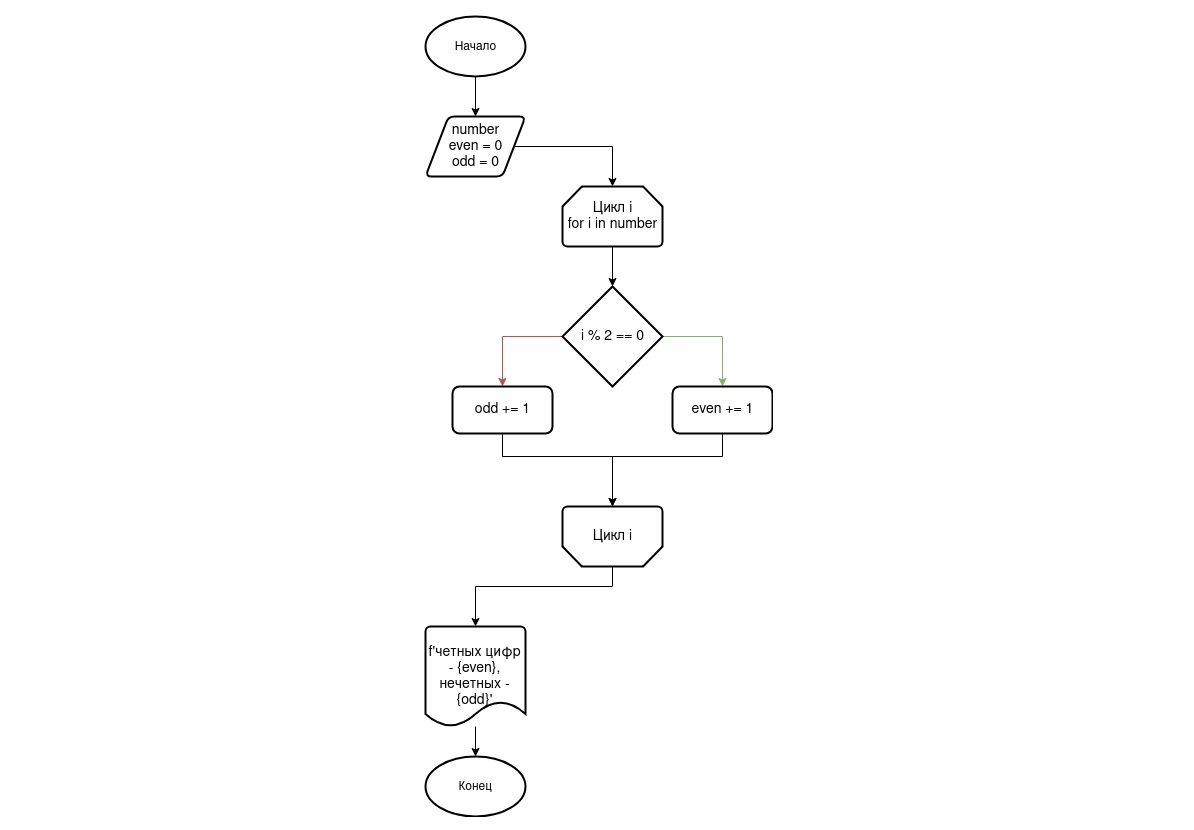 Начало
number
even = 0
odd = 0
Цикл i
for i in number
i % 2 == 0
odd += 1
even += 1
Цикл i
f'четных цифр
- {even},
нечетных -
{odd}'
Конец